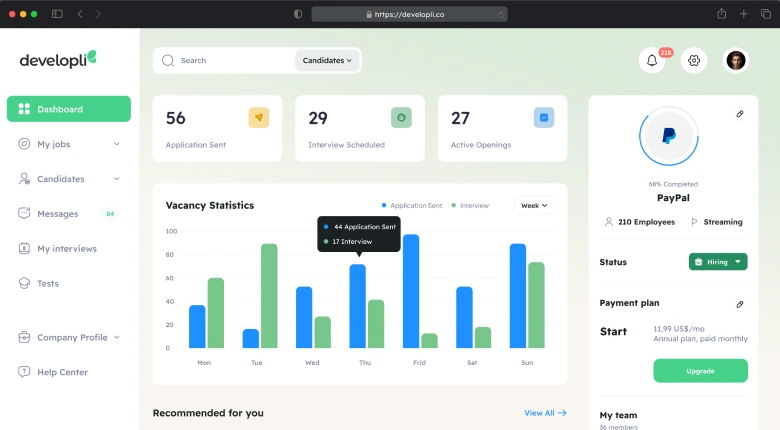 https://developli.co
developli
Search
Candidates
218
Dashboard
My jobs
Candidates
Messages
04
My interviews
Tests
Company Profile
Help Center
56
Application Sent
29
Interview Scheduled
27
Active Openings
Vacancy Statistics
Application Sent
Interview
Week
44 Application Sent
17 Interview
100
80
60
40
20
0
Mon
Tue
Wed
Thu
Frid
Sat
Sun
Recommended for you
View All
68% Completed
PayPal
210 Employees
Streaming
Status
Hiring
Payment plan
Start
11,99 US$/mo
Annual plan, paid monthly
Upgrade
My team
36 members